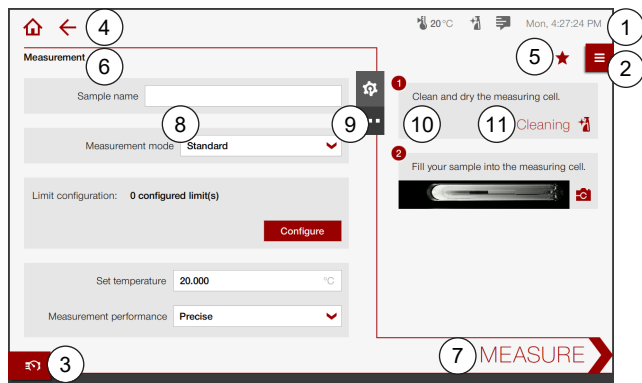 20 °C
Mon, 4:27:24 PM
1
4
5
2
Measurement
6
1
Sample name
Clean and dry the measuring cell.
8
9
10
11
Cleaning
Measurement mode
Standard
2
Fill your sample into the measuring cell.
Limit configuration:
0 configured limit(s)
Configure
Set temperature
20.000
°C
Measurement performance
Precise
3
7
MEASURE